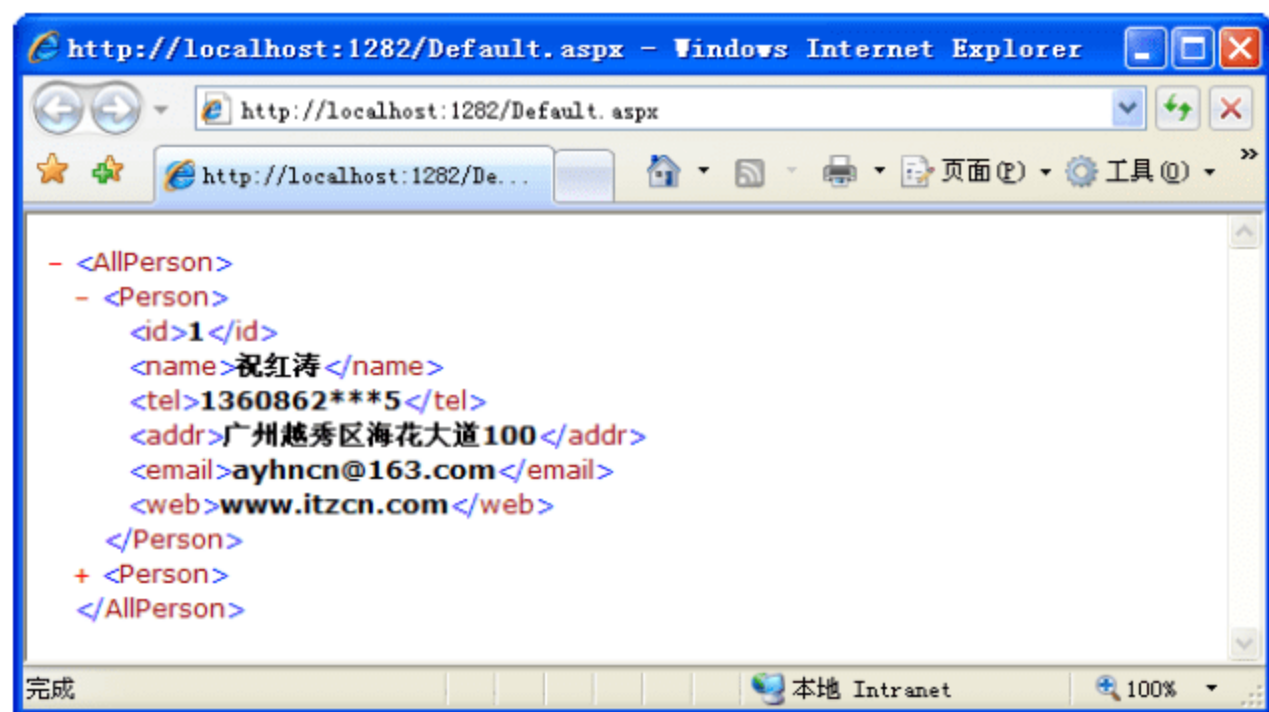 http://localhost:1282/Default.aspx - Windows Internet Explorer
http://localhost:1282/Default.aspx
http://localhost:1282/De...
页面(P)
工具(O)
»
- <AllPerson>
- <Person>
<id>1</id>
<name>祝红涛</name>
<tel>1360862***5</tel>
<addr>广州越秀区海花大道100</addr>
<email>ayhncn@163.com</email>
<web>www.itzcn.com</web>
</Person>
+ <Person>
</AllPerson>
完成
本地 Intranet
100%